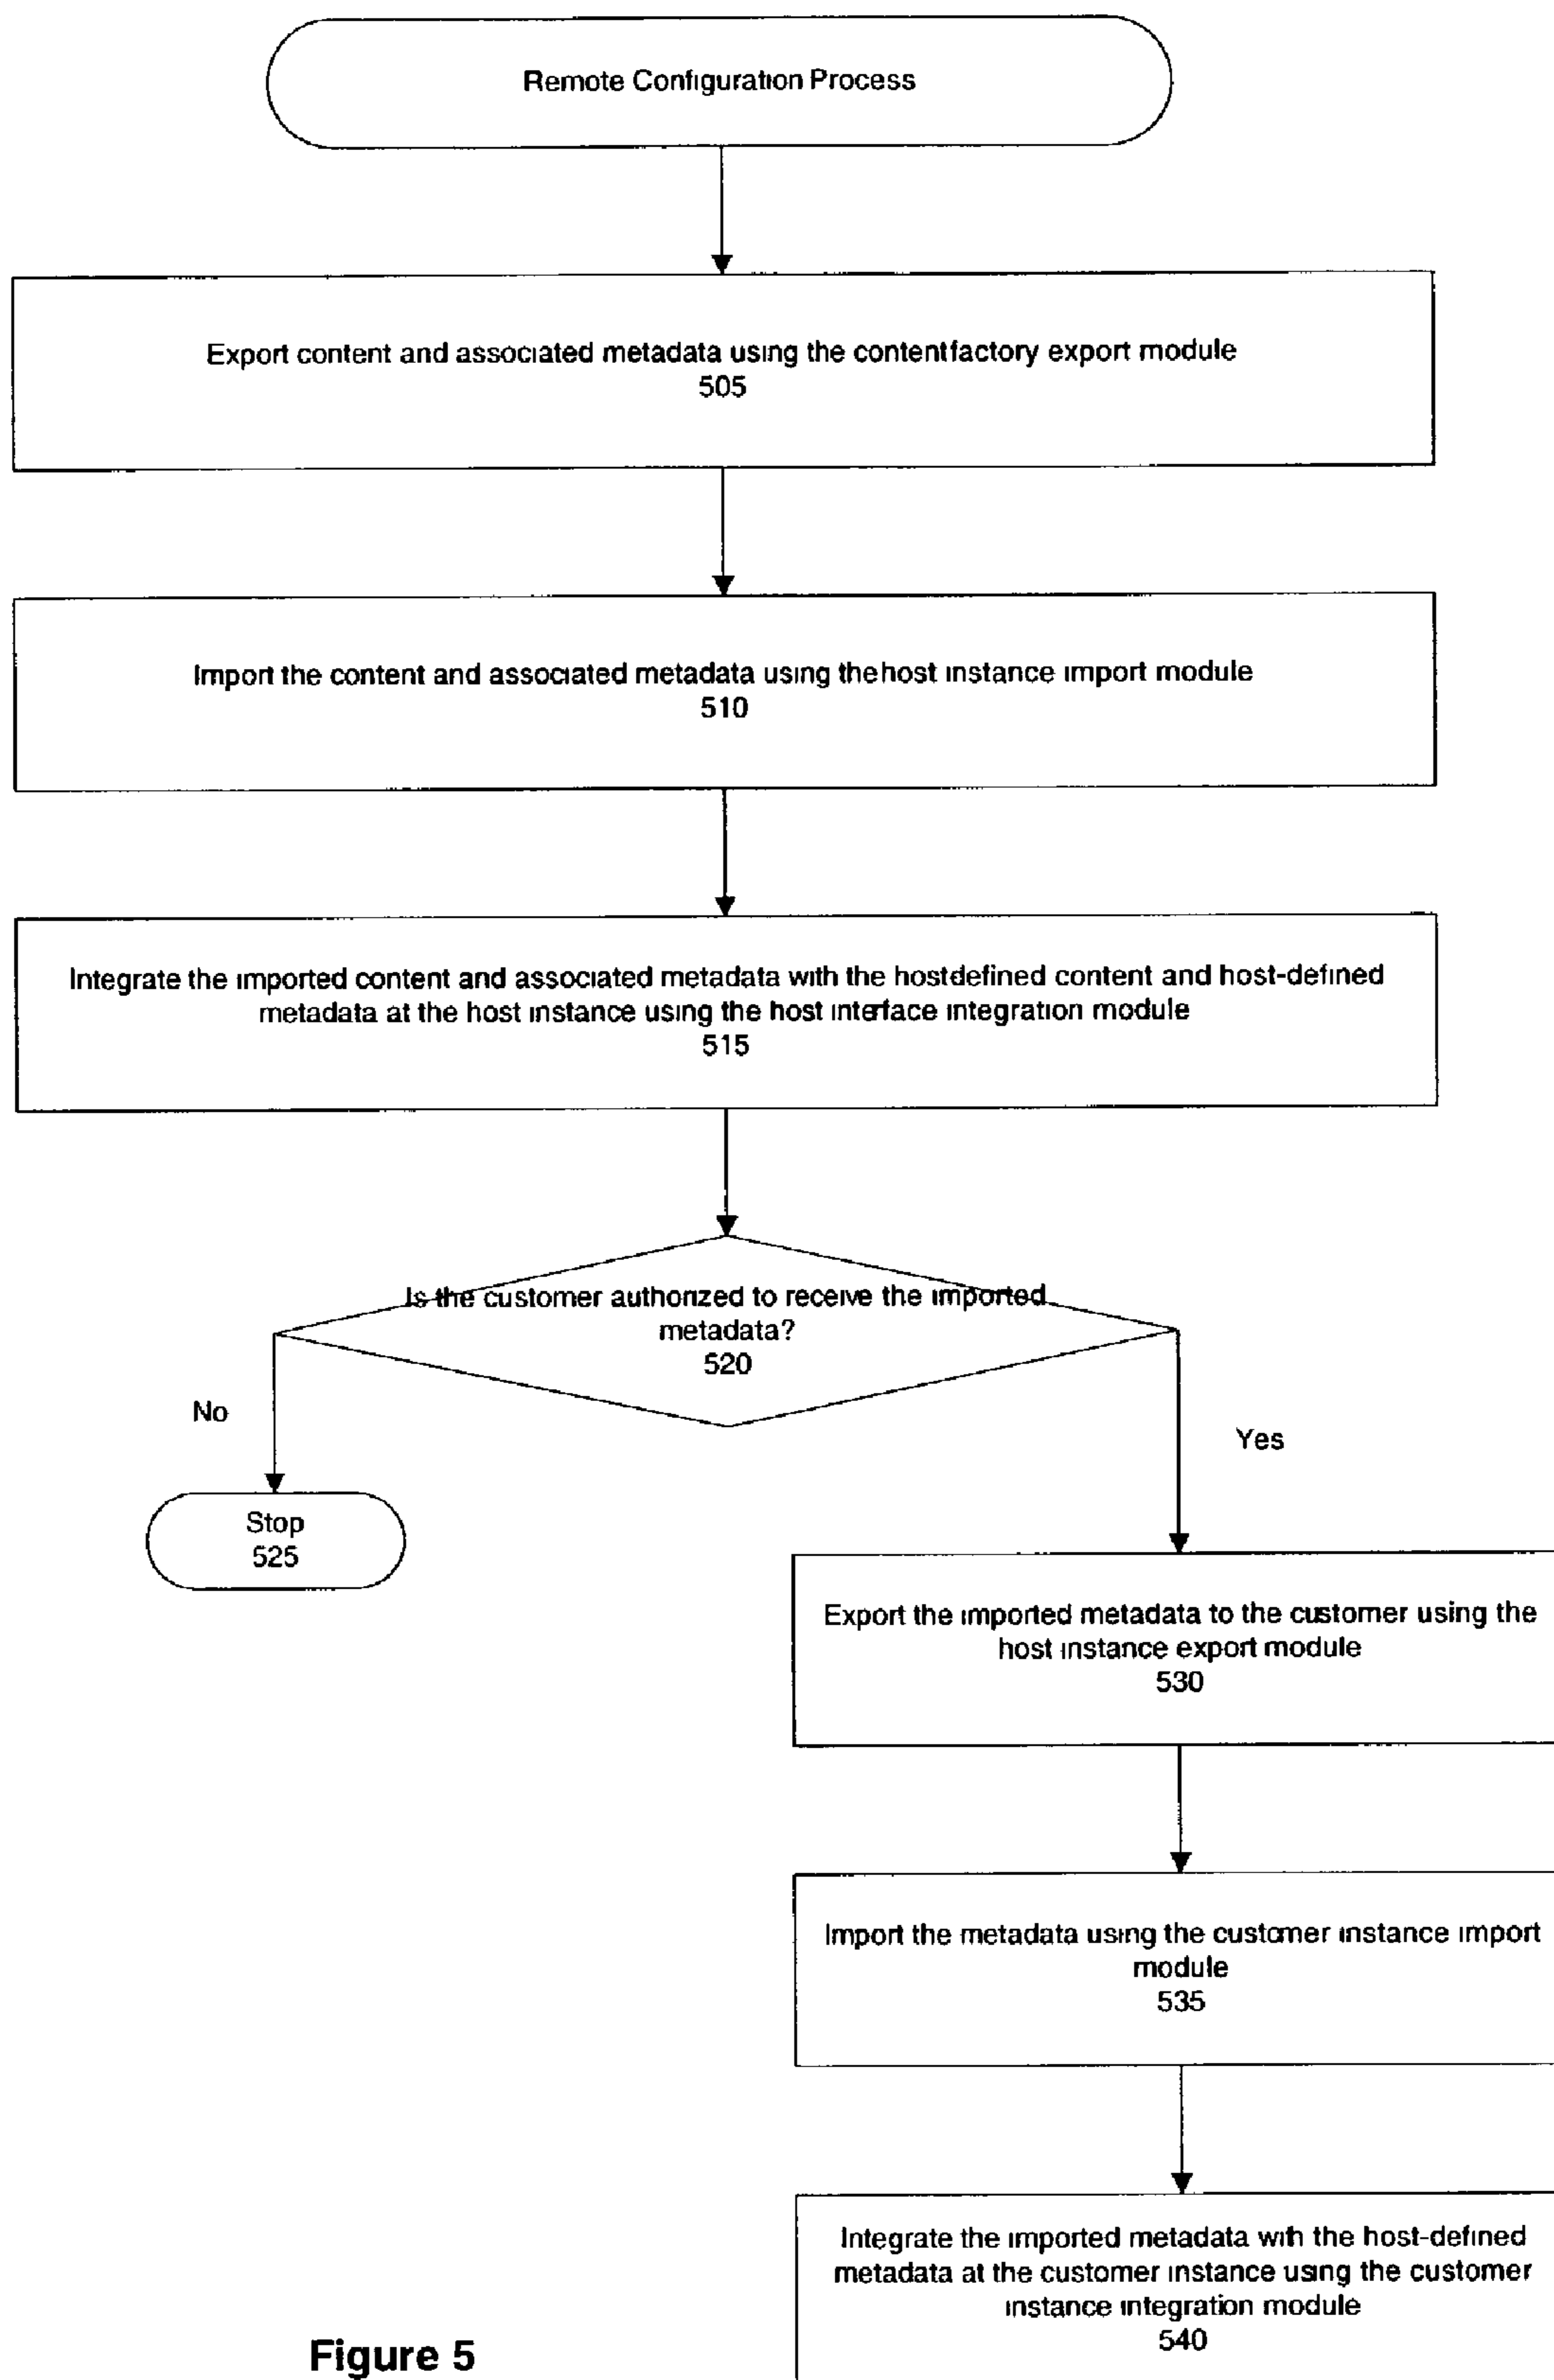 Remote Configuration Process
Export content and associated metadata using the contentfactory export module
505
Import the content and associated metadata using thehost instance import module
510
Integrate the imported content and associated metadata with the hostdefined content and host-defined
metadata at the host instance using the host interface integration module
515
Is the customer authorized to receive the imported
metadata?
520
No
Yes
Stop
525
Export the imported metadata to the customer using the
host instance export module
530
Import the metadata using the customer instance import
module
535
Integrate the imported metadata with the host-defined
metadata at the customer instance using the customer
instance integration module
540
Figure 5